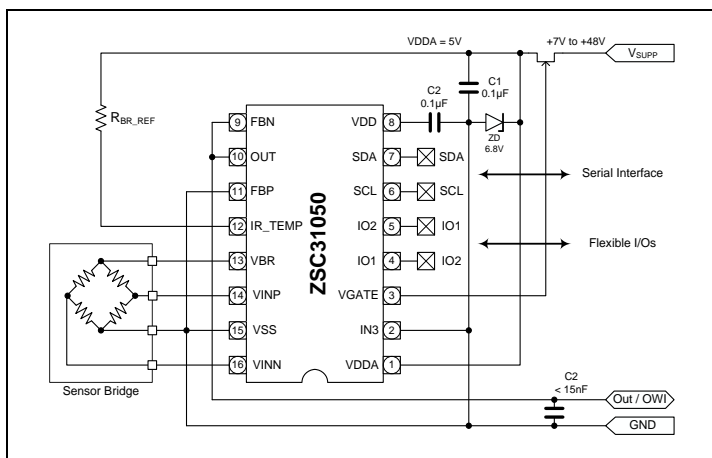 VDDA = 5V
+7V to +48V
VSUPP
C1
0.1µF
C2
0.1µF
RBR_REF
9 FBN
VDD 8
ZD
6.8V
10 OUT
SDA 7
SDA
Serial Interface
11 FBP
SCL 6
SCL
ZSC31050
12 IR_TEMP
IO2 5
IO1
Flexible I/Os
13 VBR
IO1 4
IO2
14 VINP
VGATE 3
15 VSS
IN3 2
16 VINN
VDDA 1
Sensor Bridge
C2
< 15nF
Out / OWI
GND